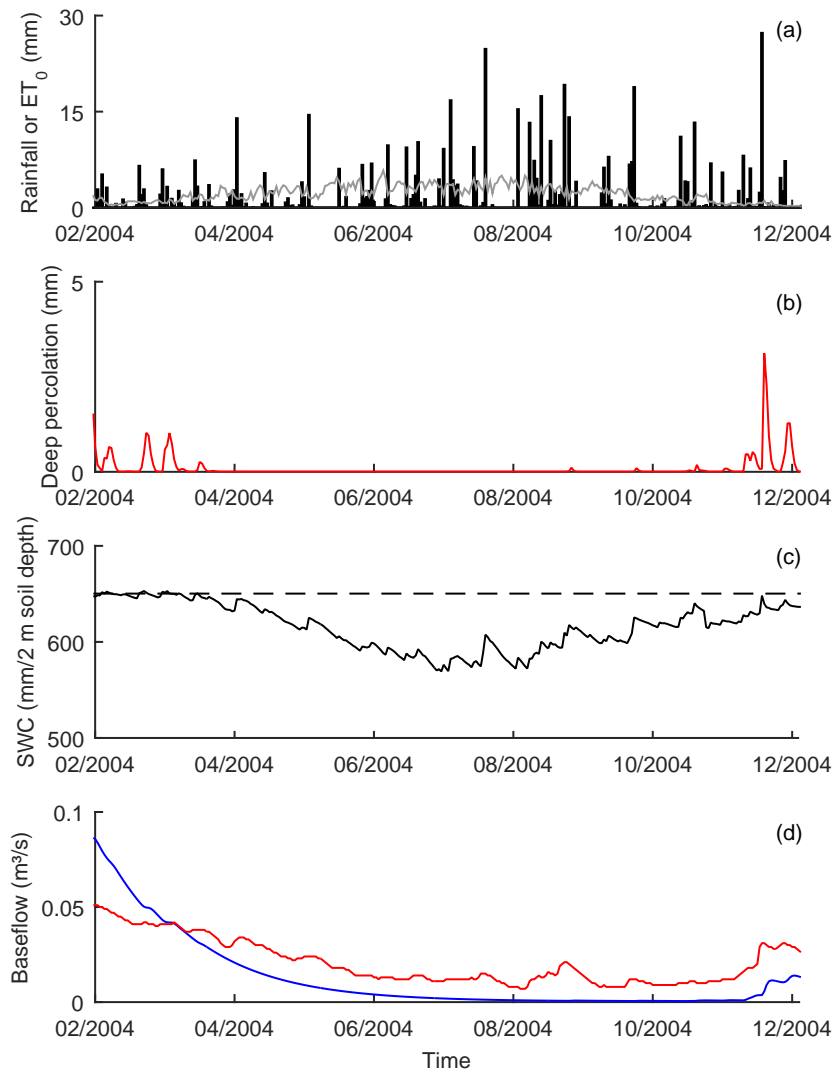 30
15
0
Rainfall or ET₀ (mm)
(a)
02/2004 04/2004 06/2004 08/2004 10/2004 12/2004
5
0
Deep percolation (mm)
(b)
02/2004 04/2004 06/2004 08/2004 10/2004 12/2004
700
600
500
SWC (mm/2 m soil depth)
(c)
02/2004 04/2004 06/2004 08/2004 10/2004 12/2004
0.1
0.05
0
Baseflow (m³/s)
(d)
02/2004 04/2004 06/2004 08/2004 10/2004 12/2004
Time